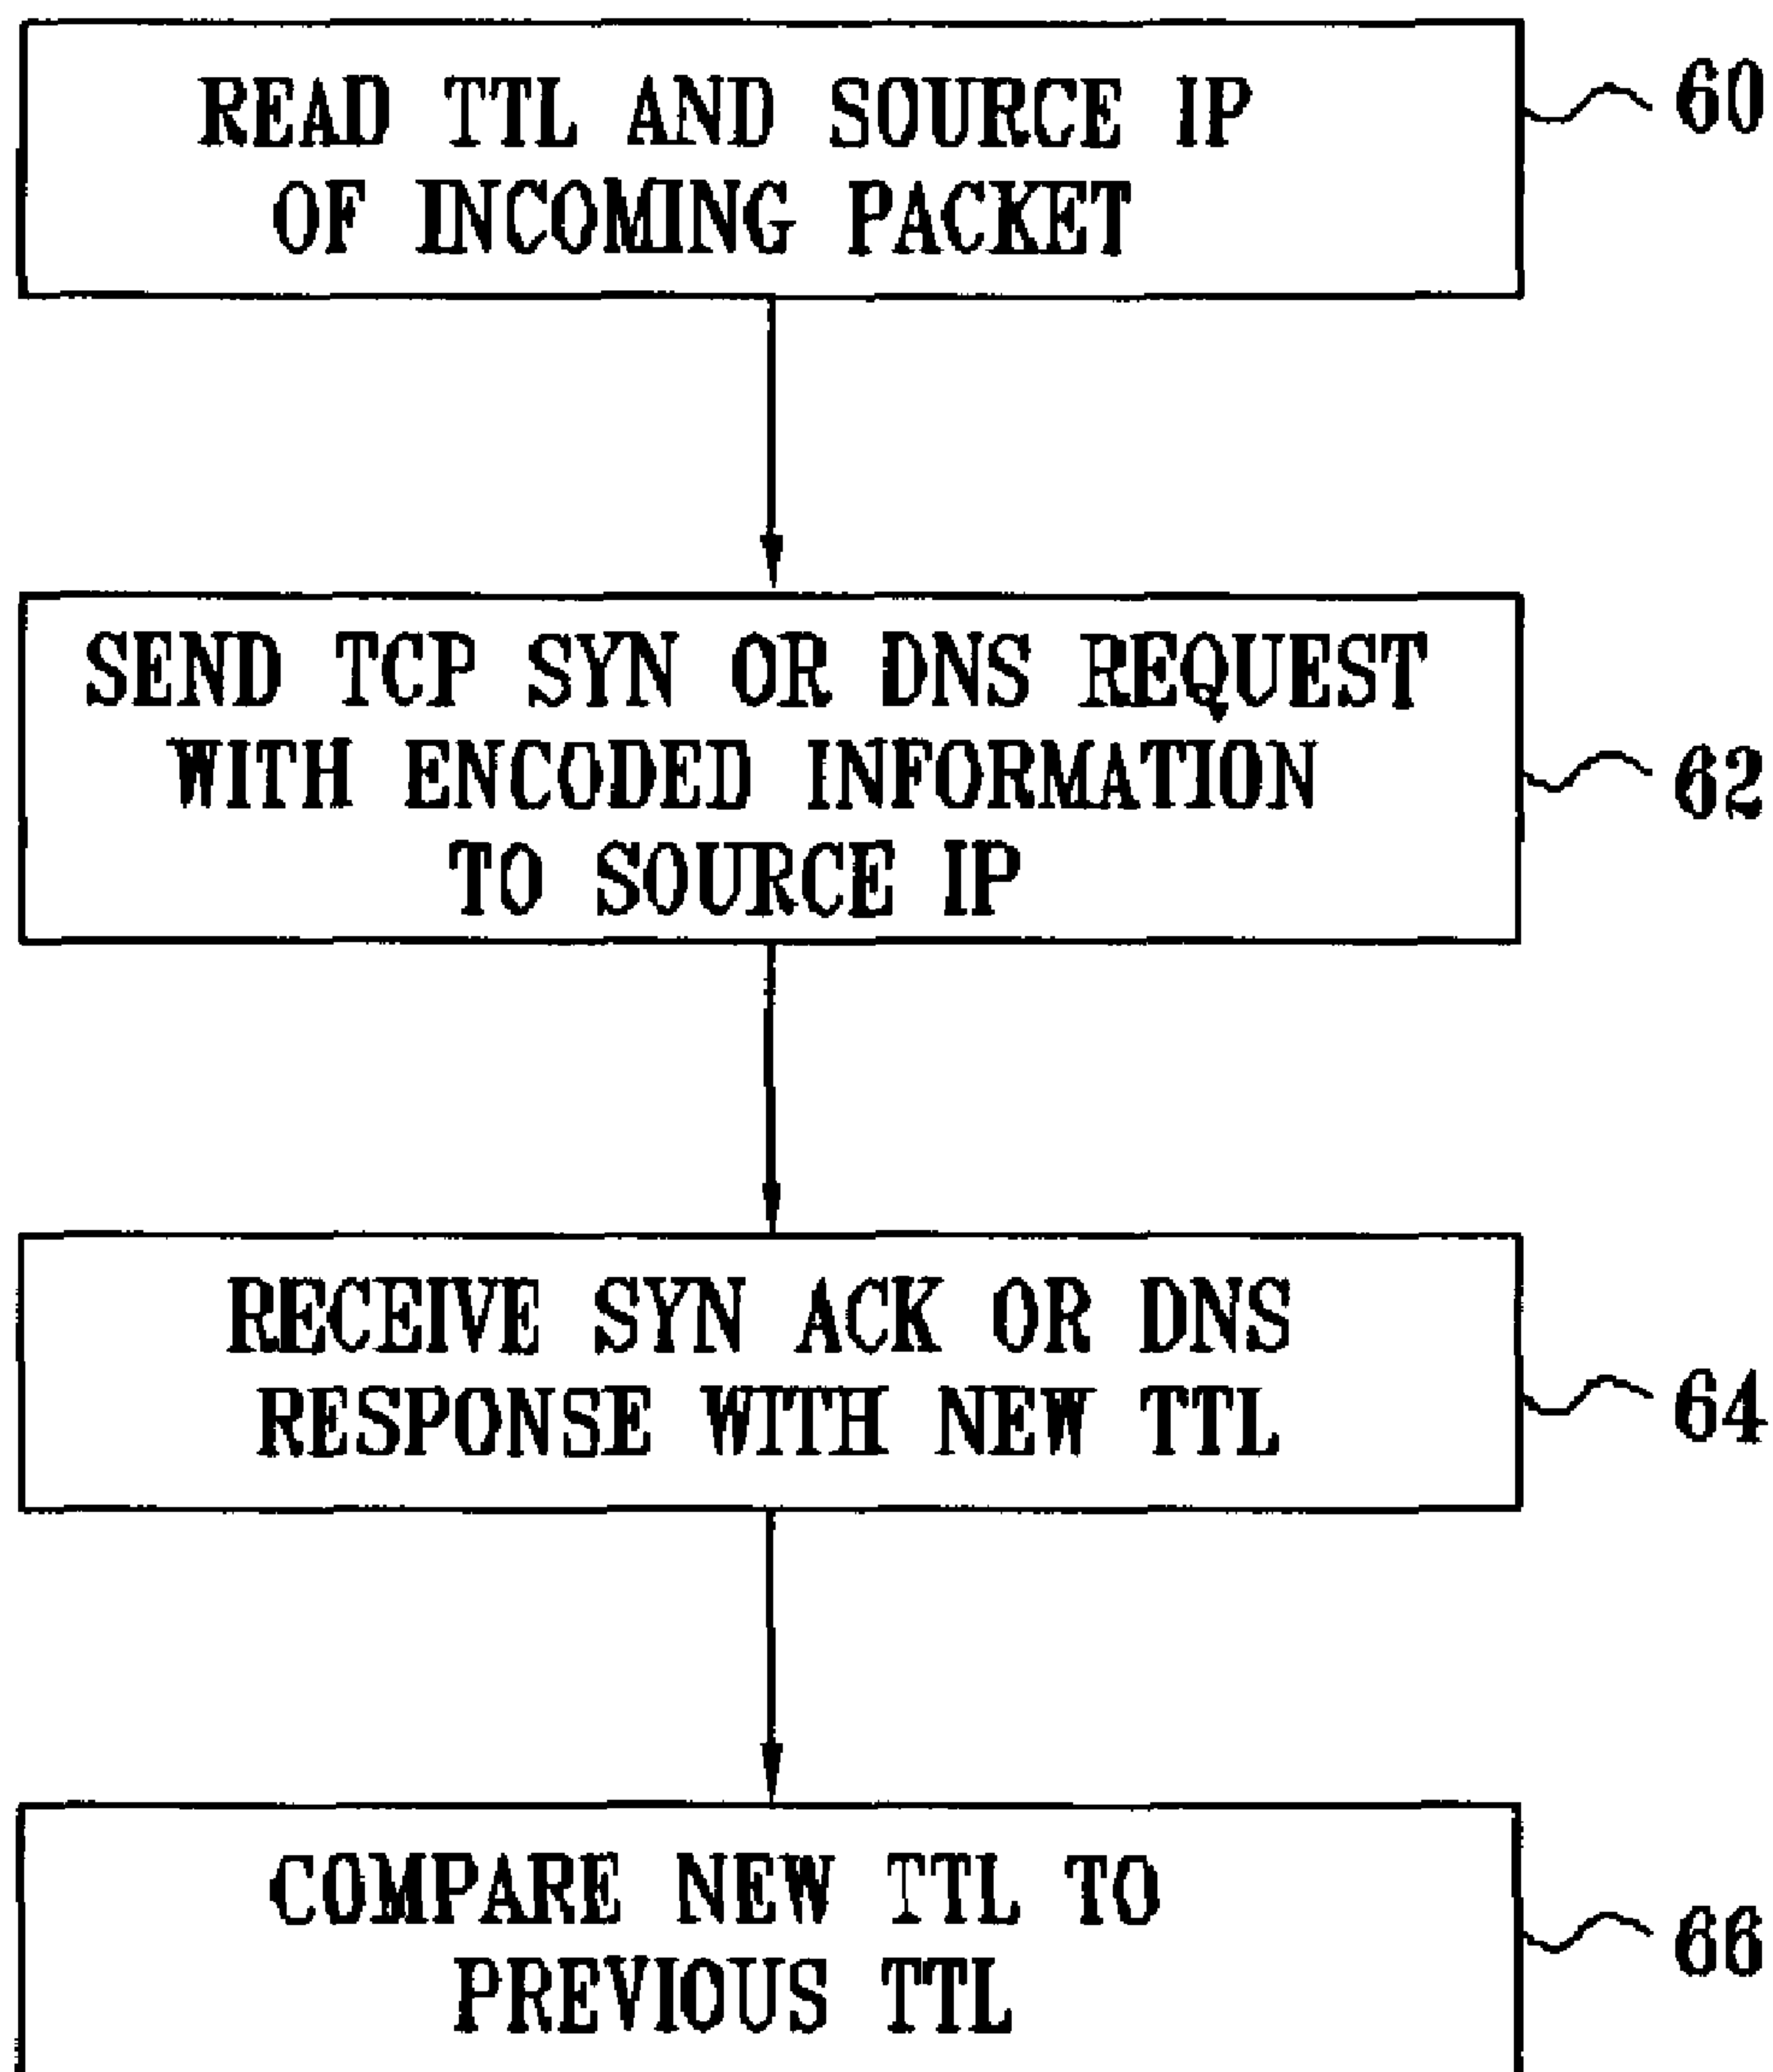 READ TTL AND SOURCE IP
OF INCOMING PACKET
60
SEND TCP SYN OR DNS REQUEST
WITH ENCODED INFORMATION
TO SOURCE IP
62
RECEIVE SYN ACK OR DNS
RESPONSE WITH NEW TTL
64
COMPARE NEW TTL TO
PREVIOUS TTL
66